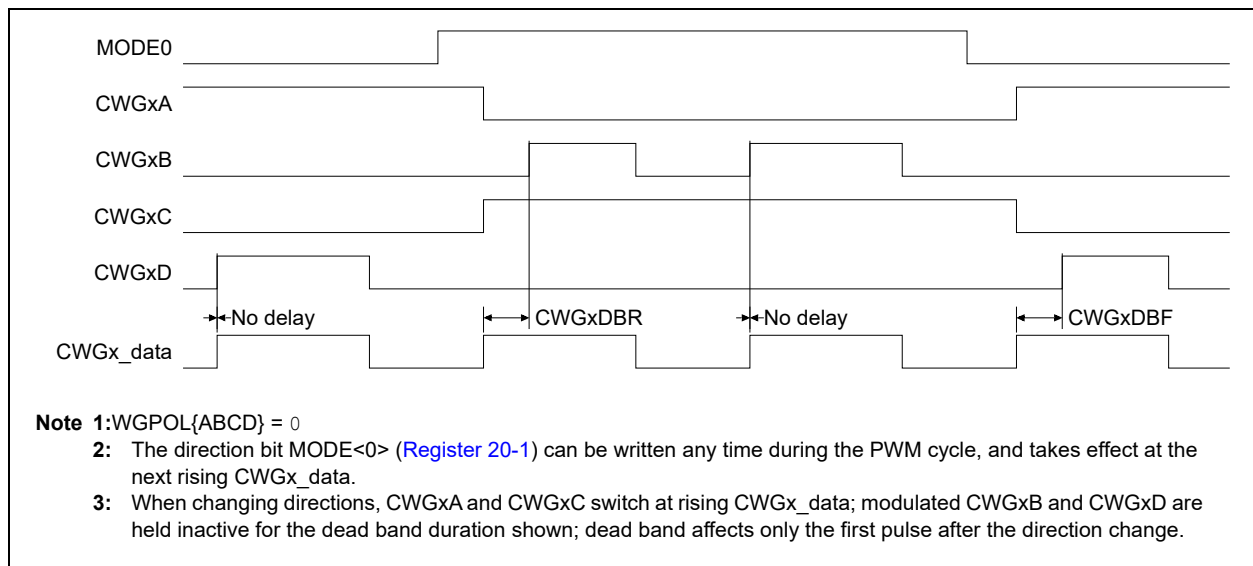 MODE0
CWGxA
CWGxB
CWGxC
CWGxD
No delay CWGxDBR No delay CWGxDBF
CWGx_data
Note 1:WGPOL{ABCD} = 0
2: The direction bit MODE<0> (Register 20-1) can be written any time during the PWM cycle, and takes effect at the
next rising CWGx_data.
3: When changing directions, CWGxA and CWGxC switch at rising CWGx_data; modulated CWGxB and CWGxD are
held inactive for the dead band duration shown; dead band affects only the first pulse after the direction change.